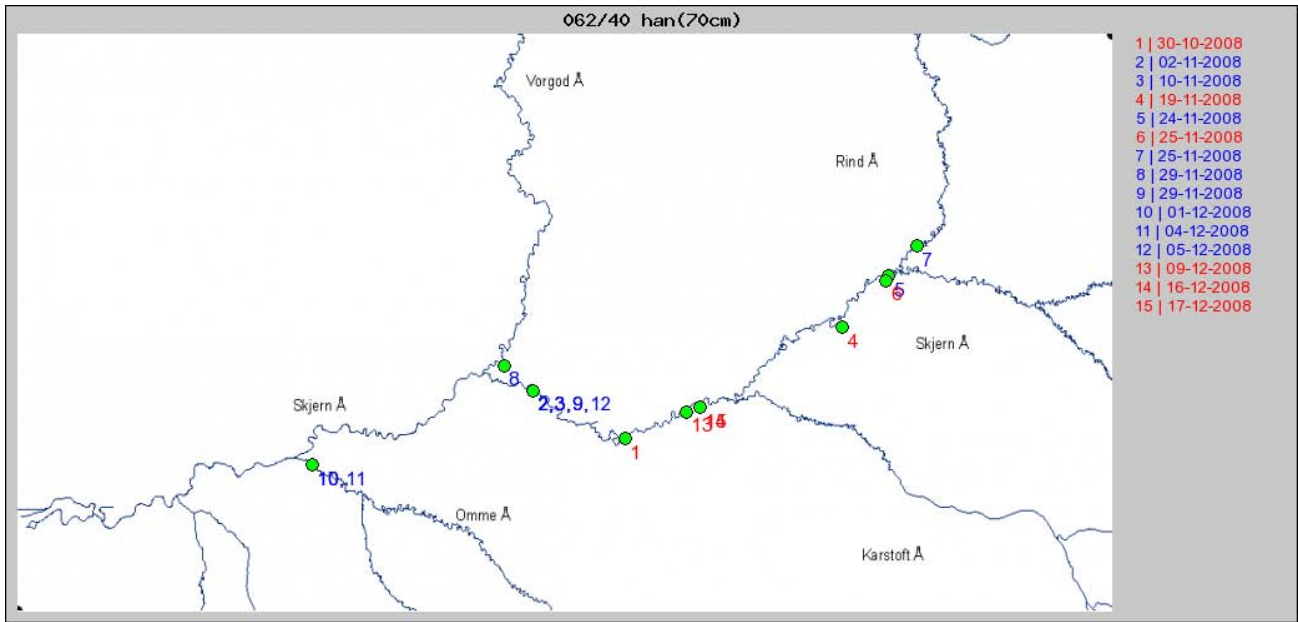 062/40 han(70cm)
1 | 30-10-2008
2 | 02-11-2008
3 | 10-11-2008
4 | 19-11-2008
5 | 24-11-2008
6 | 25-11-2008
7 | 25-11-2008
8 | 29-11-2008
9 | 29-11-2008
10 | 01-12-2008
11 | 04-12-2008
12 | 05-12-2008
13 | 09-12-2008
14 | 16-12-2008
15 | 17-12-2008
Vorgod Å
Rind Å
7
5
6
4
Skjern Å
8
2,3,9,12
Skjern Å
13
1
10,11
Omme Å
Karstoft Å